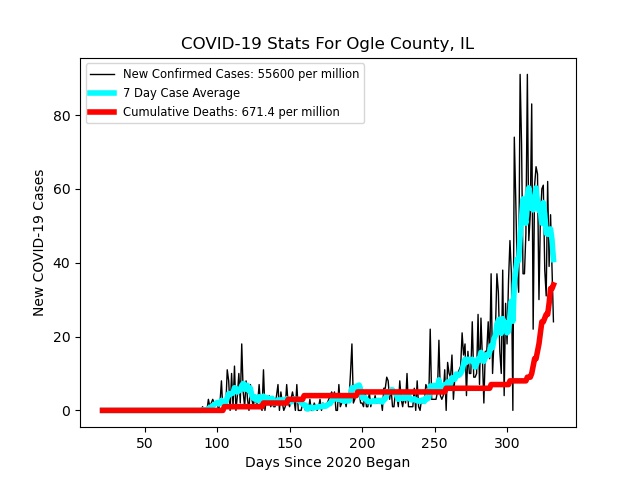 COVID-19 Stats For Ogle County, IL
New Confirmed Cases: 55600 per million
7 Day Case Average
Cumulative Deaths: 671.4 per million
New COVID-19 Cases
80
60
40
20
0
50 100 150 200 250 300
Days Since 2020 Began